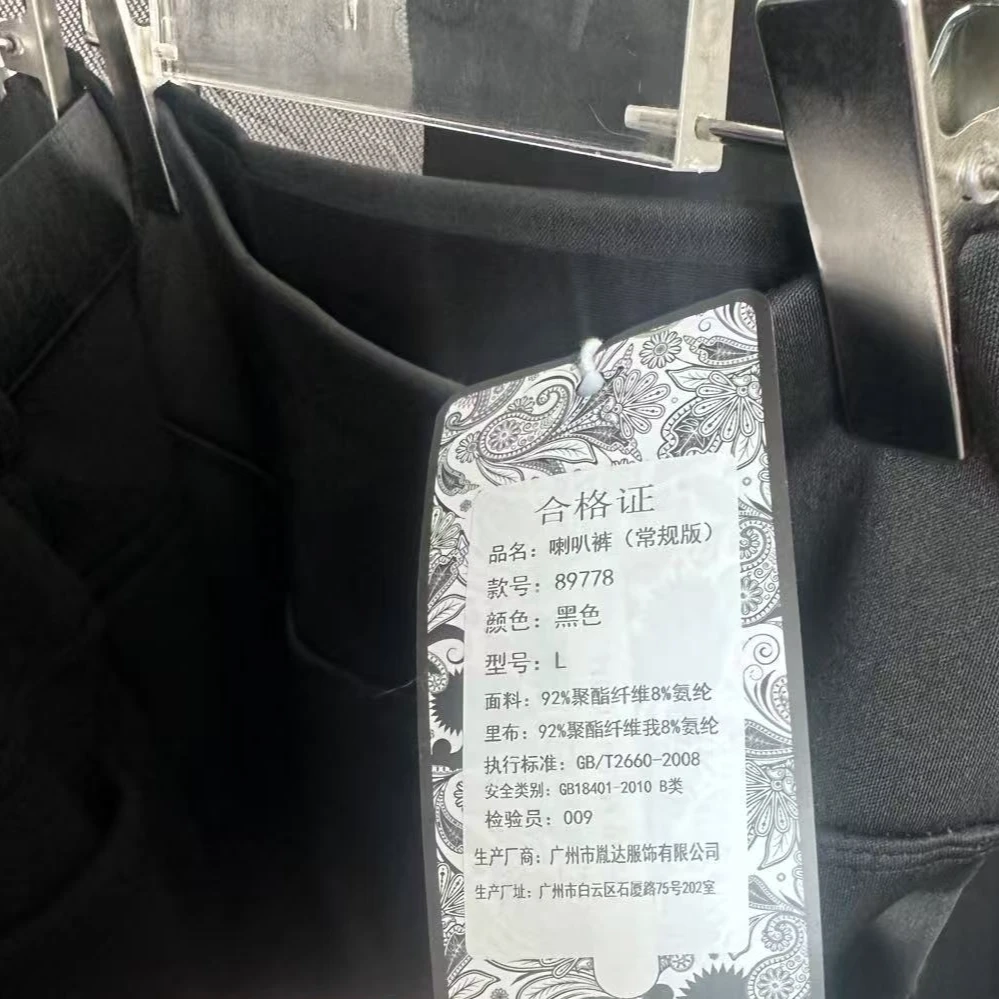 合格证
品名：喇叭裤（常规版）
款号：89778
颜色：黑色
型号：L
面料：92%聚酯纤维8%氨纶
里布：92%聚酯纤维我8%氨纶
执行标准：GB/T2660-2008
安全类别：GB18401-2010 B类
检验员：009
生产厂商：广州市胤达服饰有限公司
生产厂址：广州市白云区石厦路75号202室